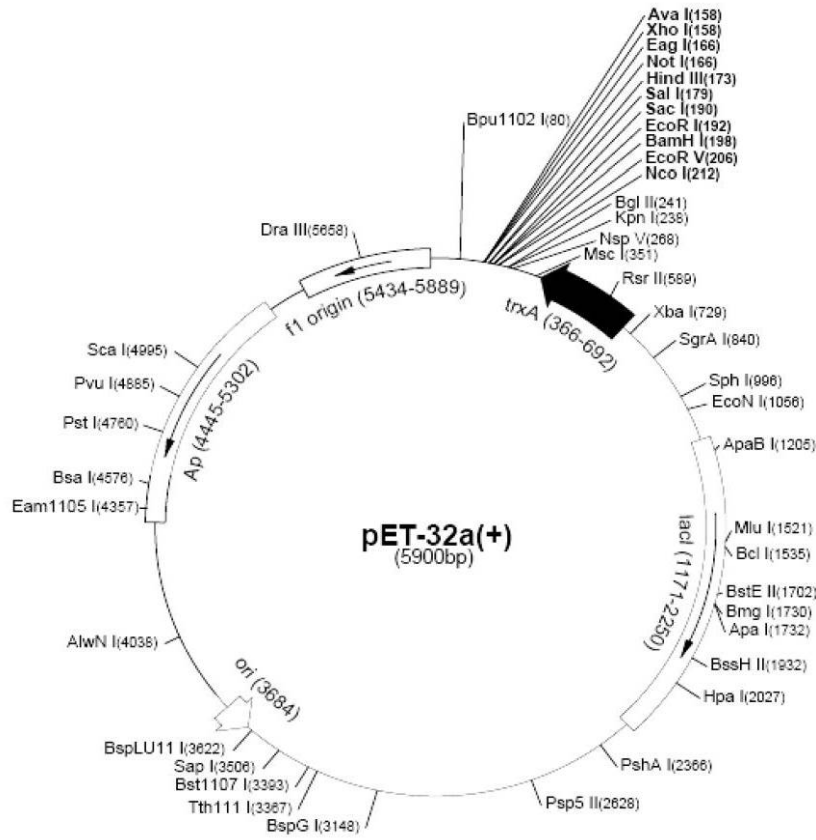 Ava I(158)
Xho I(158)
Eag I(166)
Not I(166)
Hind III(173)
Sal I(179)
Sac I(190)
EcoR I(192)
BamH I(198)
EcoR V(206)
Nco I(212)
Bpu1102 I(80)
Bgl II(241)
Kpn I(238)
Nsp V(268)
Msc I(351)
Rsr II(589)
Xba I(729)
SgrA I(840)
Sph I(996)
EcoN I(1056)
ApaB I(1205)
Mlu I(1521)
Bcl I(1535)
BstE II(1702)
Bmg I(1730)
Apa I(1732)
BssH II(1932)
Hpa I(2027)
PshA I(2366)
Psp5 II(2628)
BspG I(3148)
Tth111 I(3367)
Bst1107 I(3393)
Sap I(3506)
BspLU11 I(3622)
AlwN I(4038)
Eam1105 I(4357)
Bsa I(4576)
Pst I(4760)
Pvu I(4885)
Sca I(4995)
Dra III(5658)
f1 origin (5434-5889)
trxA (366-692)
lacI (1171-2250)
ori (3684)
Ap (4445-5302)
pET-32a(+)
(5900bp)